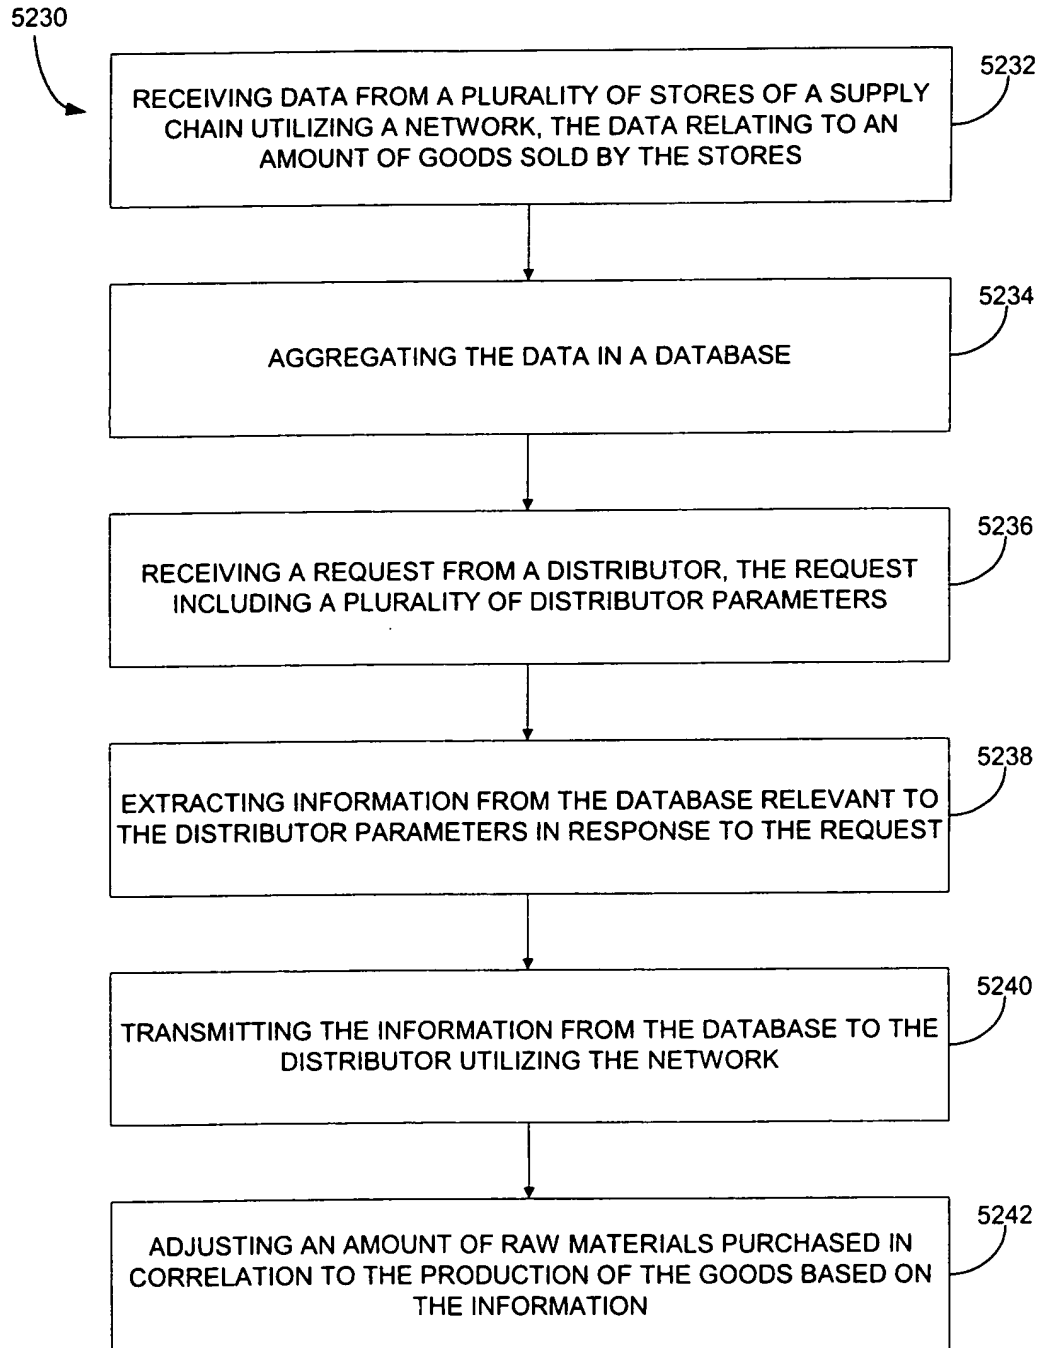 5230
5232
RECEIVING DATA FROM A PLURALITY OF STORES OF A SUPPLY
CHAIN UTILIZING A NETWORK, THE DATA RELATING TO AN
AMOUNT OF GOODS SOLD BY THE STORES
5234
AGGREGATING THE DATA IN A DATABASE
5236
RECEIVING A REQUEST FROM A DISTRIBUTOR, THE REQUEST
INCLUDING A PLURALITY OF DISTRIBUTOR PARAMETERS
5238
EXTRACTING INFORMATION FROM THE DATABASE RELEVANT TO
THE DISTRIBUTOR PARAMETERS IN RESPONSE TO THE REQUEST
5240
TRANSMITTING THE INFORMATION FROM THE DATABASE TO THE
DISTRIBUTOR UTILIZING THE NETWORK
5242
ADJUSTING AN AMOUNT OF RAW MATERIALS PURCHASED IN
CORRELATION TO THE PRODUCTION OF THE GOODS BASED ON
THE INFORMATION